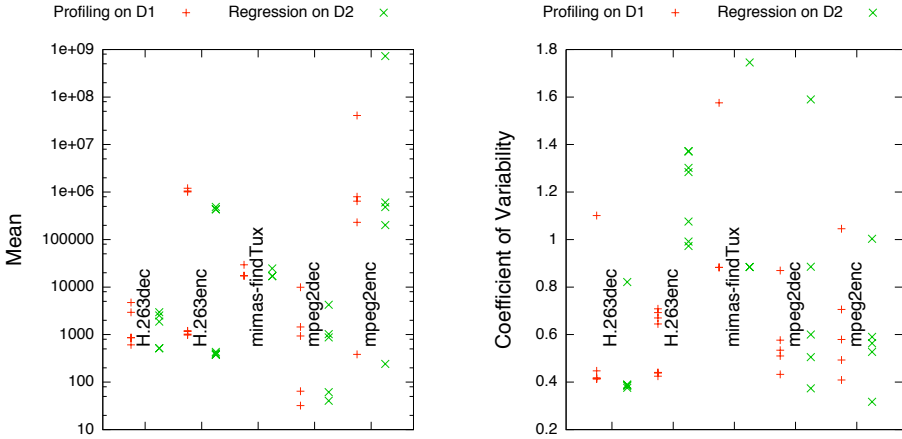 Profiling on D1
Regression on D2
1e+09
1e+08
1e+07
1e+06
100000
10000
1000
100
10
Mean
H.263dec
H.263enc
mimas-findTux
mpeg2dec
mpeg2enc
Profiling on D1
Regression on D2
1.8
1.6
1.4
1.2
1
0.8
0.6
0.4
0.2
Coefficient of Variability
H.263dec
H.263enc
mimas-findTux
mpeg2dec
mpeg2enc